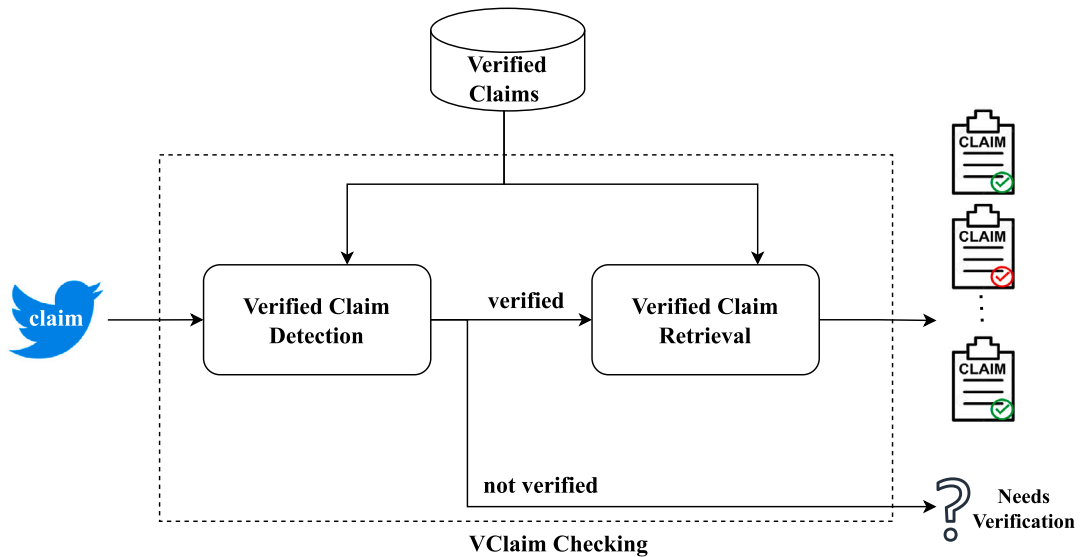 Verified
Claims
CLAIM
CLAIM
claim
Verified Claim
Detection
verified
Verified Claim
Retrieval
CLAIM
not verified
Needs
Verification
VClaim Checking